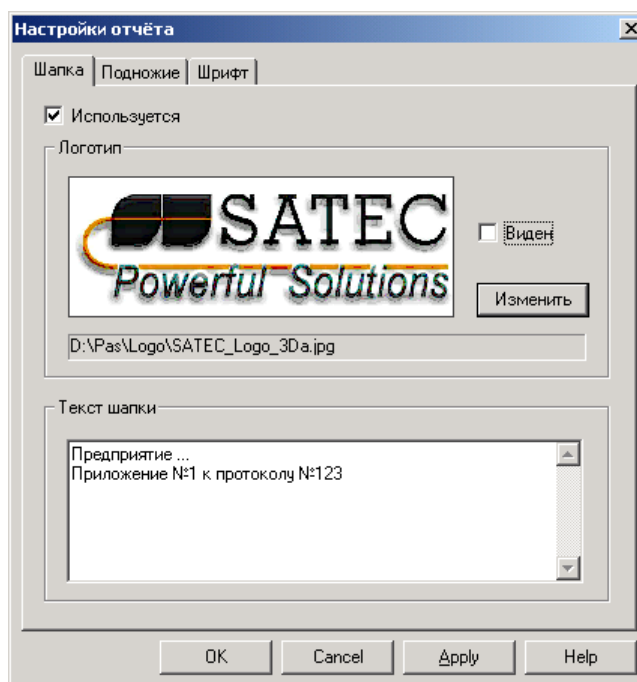 Настройки отчёта
Шапка Подножие Шрифт
Используется
Логотип
SATEC
Powerful Solutions
Виден
Изменить
D:\Pas\Logo\SATEC_Logo_3Da.jpg
Текст шапки
Предприятие ...
Приложение №1 к протоколу №123
OK Cancel Apply Help